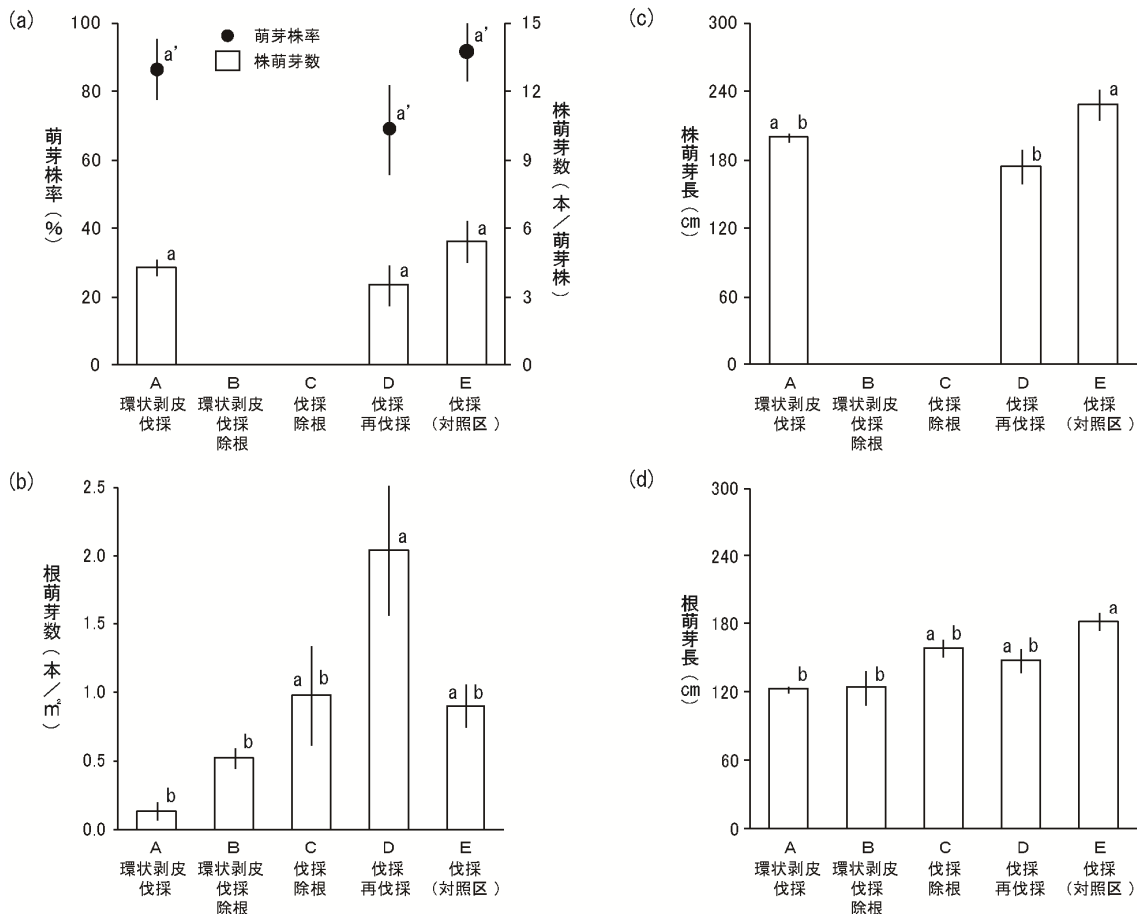 (a)
100
80
60
40
20
0
萌芽株率(%)
萌芽株率
株萌芽数
a'
a'
a'
a
a
a
15
12
9
6
3
0
株萌芽数(本/萌芽株)
A
環状剥皮
伐採
B
環状剥皮
伐採
除根
C
伐採
除根
D
伐採
再伐採
E
伐採
(対照区)
(c)
300
240
180
120
60
0
株萌芽長(cm)
a b
b
a
A
環状剥皮
伐採
B
環状剥皮
伐採
除根
C
伐採
除根
D
伐採
再伐採
E
伐採
(対照区)
(b)
2.5
2.0
1.5
1.0
0.5
0.0
根萌芽数(本/㎡)
b
b
a b
a
a b
A
環状剥皮
伐採
B
環状剥皮
伐採
除根
C
伐採
除根
D
伐採
再伐採
E
伐採
(対照区)
(d)
300
240
180
120
60
0
根萌芽長(cm)
b
b
a b
a b
a
A
環状剥皮
伐採
B
環状剥皮
伐採
除根
C
伐採
除根
D
伐採
再伐採
E
伐採
(対照区)